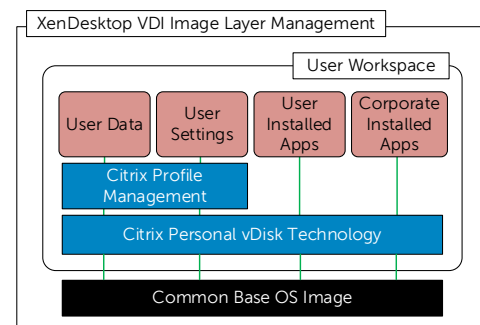 XenDesktop VDI Image Layer Management
User Workspace
User Data
User
Settings
User
Installed
Apps
Corporate
Installed
Apps
Citrix Profile
Management
Citrix Personal vDisk Technology
Common Base OS Image